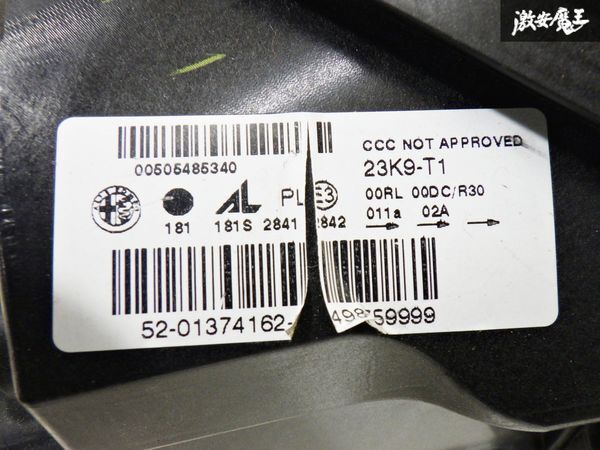 激安魔王
00505485340
CCC NOT APPROVED
23K9-T1
AL PL E3 00RL 00DC/R30
181 181S 2841 2842 011a 02A
52-01374162- 49859999